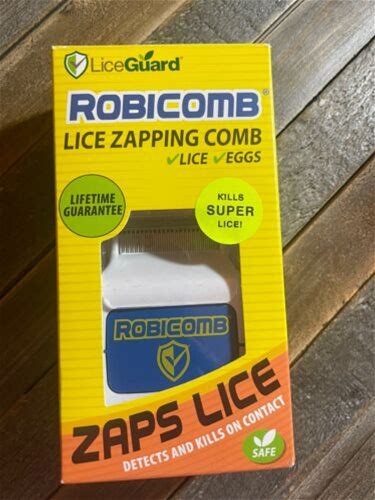 LiceGuard®
ROBICOMB®
LICE ZAPPING COMB
✓LICE ✓EGGS
LIFETIME
GUARANTEE
KILLS
SUPER
LICE!
ROBICOMB
ZAPS LICE
DETECTS AND KILLS ON CONTACT
SAFE